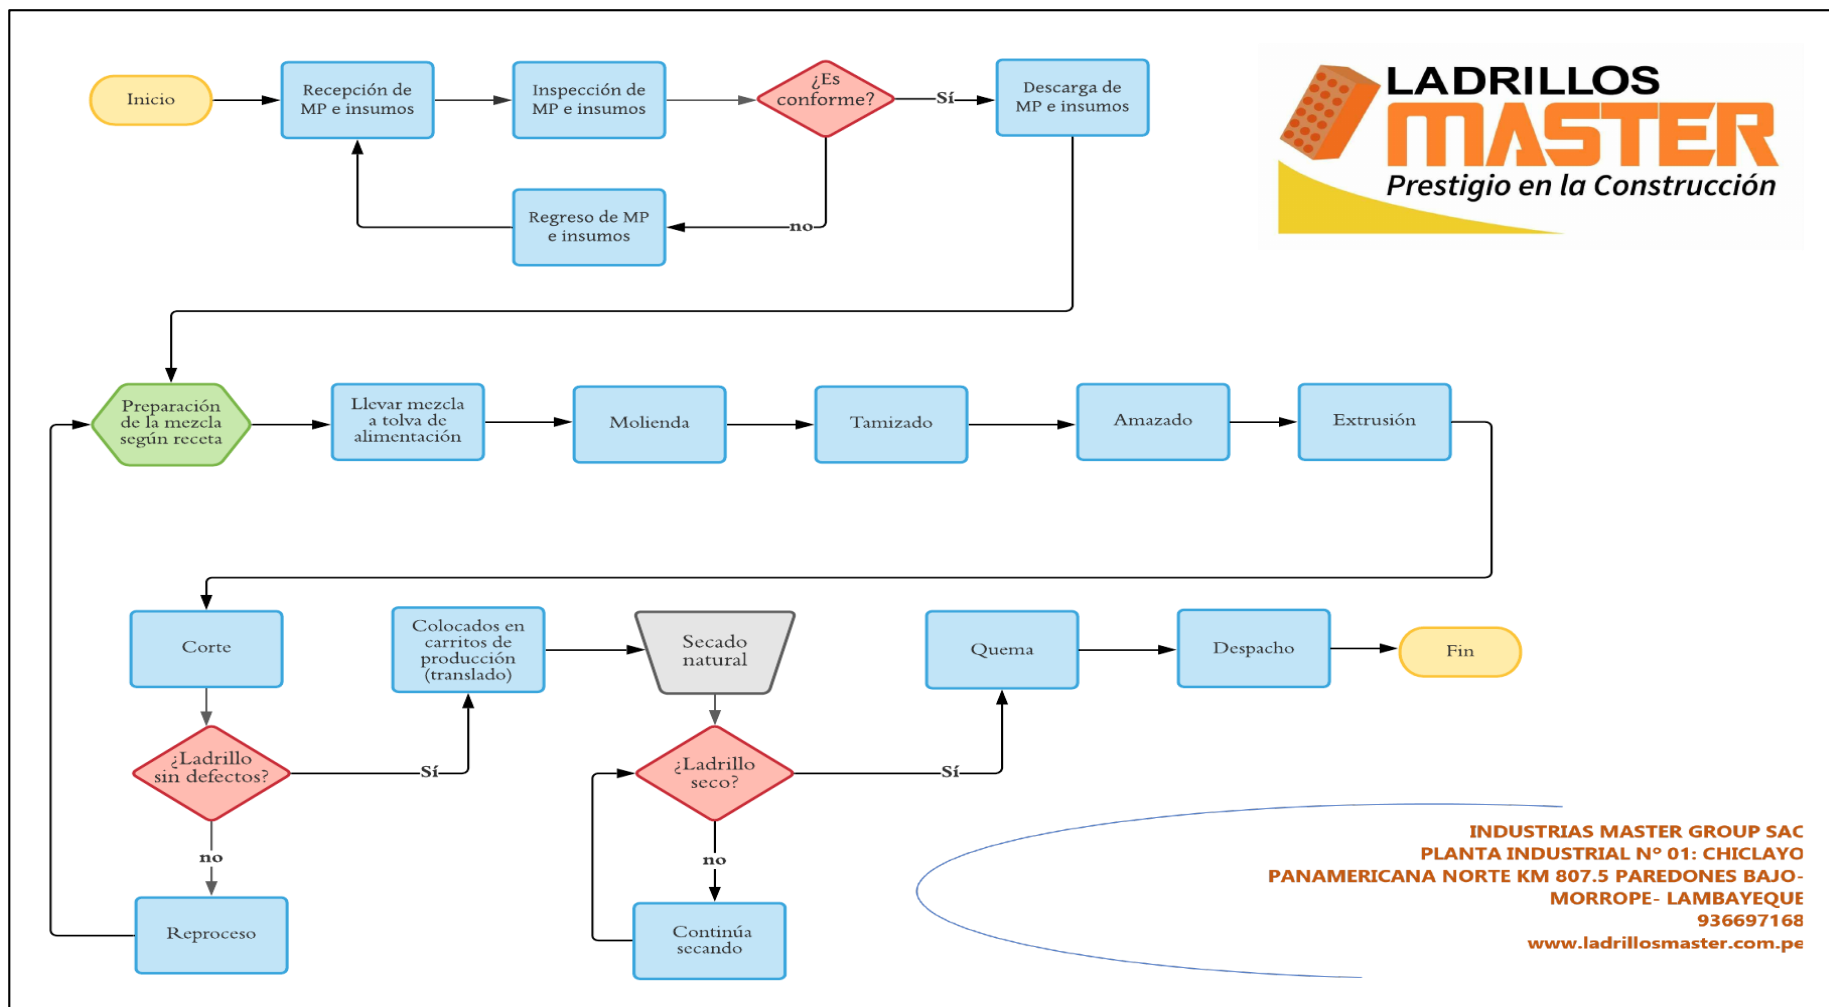 Inicio
Recepción de
MP e insumos
Inspección de
MP e insumos
¿Es
conforme?
Sí
Descarga de
MP e insumos
Regreso de MP
e insumos
no
LADRILLOS
MASTER
Prestigio en la Construcción
Preparación
de la mezcla
según receta
Llevar mezcla
a tolva de
alimentación
Molienda
Tamizado
Amazado
Extrusión
Corte
Colocados en
carritos de
producción
(translado)
Secado
natural
Quema
Despacho
Fin
¿Ladrillo
sin defectos?
Sí
¿Ladrillo
seco?
Sí
no
no
Reproceso
Continúa
secando
INDUSTRIAS MASTER GROUP SAC
PLANTA INDUSTRIAL N° 01: CHICLAYO
PANAMERICANA NORTE KM 807.5 PAREDONES BAJO-
MORROPE- LAMBAYEQUE
936697168
www.ladrillosmaster.com.pe